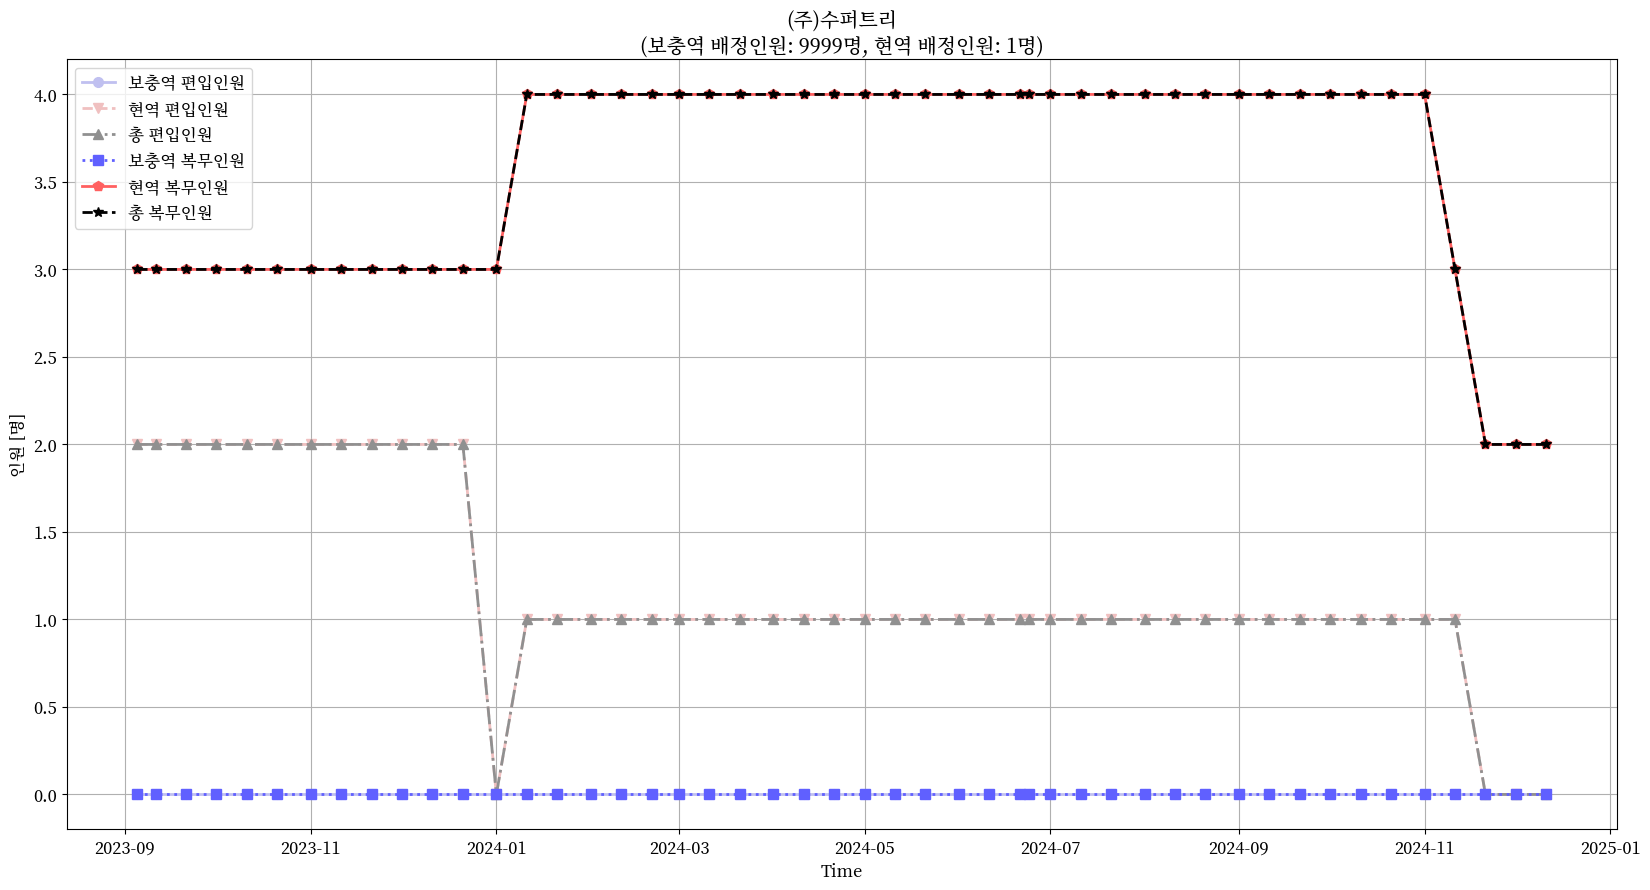 (주)수퍼트리
(보충역 배정인원: 9999명, 현역 배정인원: 1명)
보충역 편입인원
현역 편입인원
총 편입인원
보충역 복무인원
현역 복무인원
총 복무인원
4.0
3.5
3.0
2.5
2.0
1.5
1.0
0.5
0.0
인원 [명]
2023-09 2023-11 2024-01 2024-03 2024-05 2024-07 2024-09 2024-11 2025-01
Time